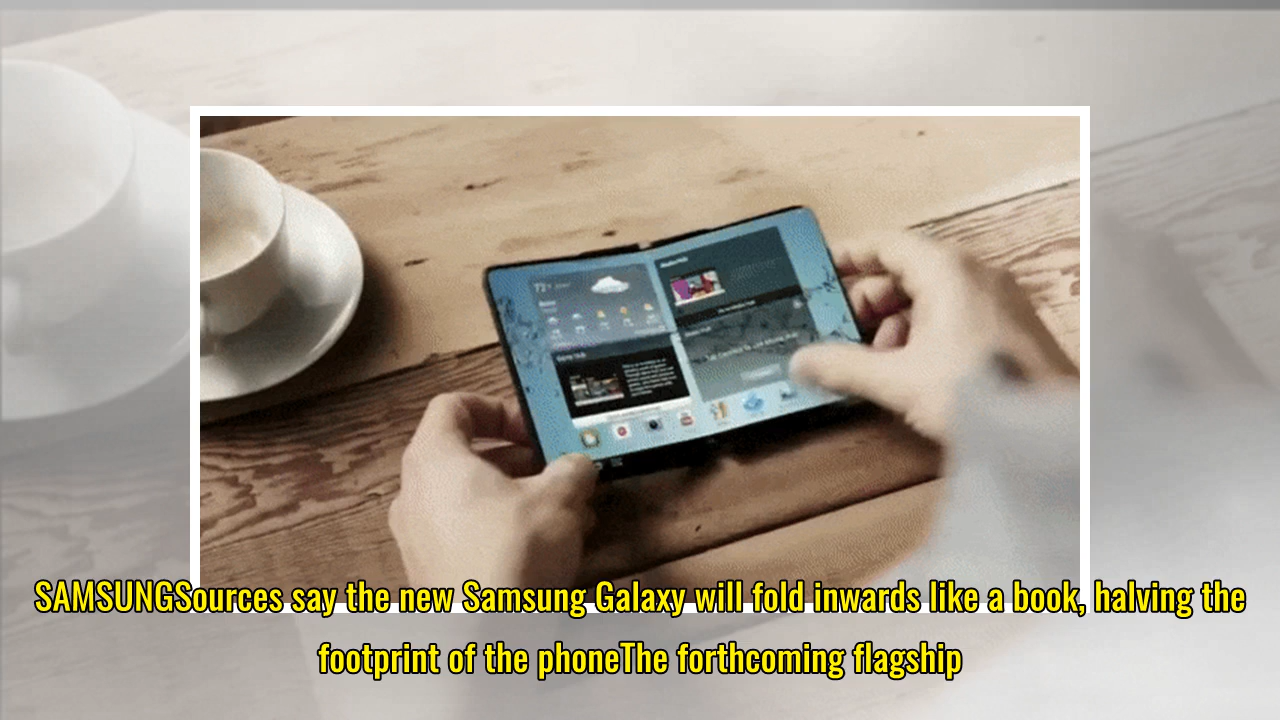 72°
SAMSUNGSources say the new Samsung Galaxy will fold inwards like a book, halving the
footprint of the phoneThe forthcoming flagship